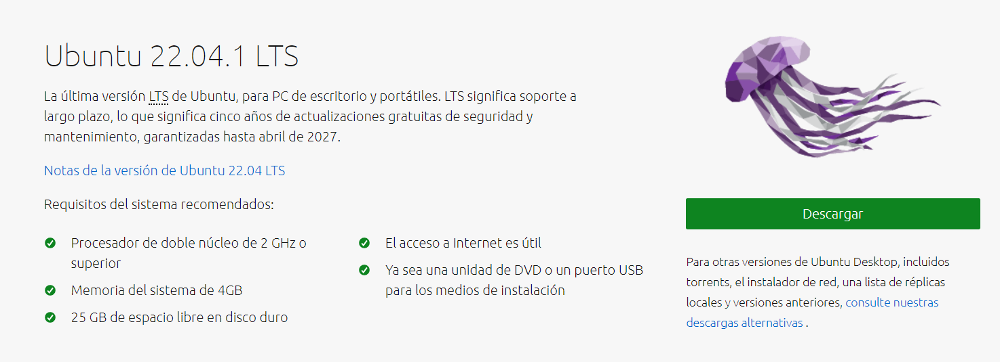 Ubuntu 22.04.1 LTS
La última versión LTS de Ubuntu, para PC de escritorio y portátiles. LTS significa soporte a
largo plazo, lo que significa cinco años de actualizaciones gratuitas de seguridad y
mantenimiento, garantizadas hasta abril de 2027.
Notas de la versión de Ubuntu 22.04 LTS
Requisitos del sistema recomendados:
Procesador de doble núcleo de 2 GHz o
superior
Memoria del sistema de 4GB
25 GB de espacio libre en disco duro
El acceso a Internet es útil
Ya sea una unidad de DVD o un puerto USB
para los medios de instalación
Descargar
Para otras versiones de Ubuntu Desktop, incluidos
torrents, el instalador de red, una lista de réplicas
locales y versiones anteriores, consulte nuestras
descargas alternativas .